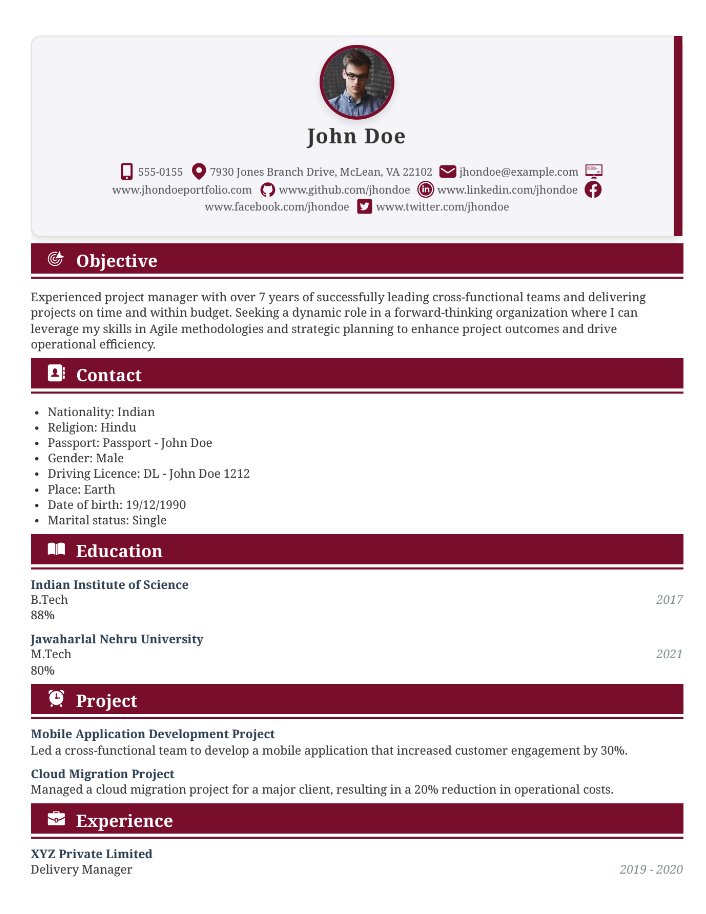 John Doe
555-0155 7930 Jones Branch Drive, McLean, VA 22102 jhondoe@example.com
www.jhondoeportfolio.com www.github.com/jhondoe www.linkedin.com/jhondoe
www.facebook.com/jhondoe www.twitter.com/jhondoe
Objective
Experienced project manager with over 7 years of successfully leading cross-functional teams and delivering
projects on time and within budget. Seeking a dynamic role in a forward-thinking organization where I can
leverage my skills in Agile methodologies and strategic planning to enhance project outcomes and drive
operational efficiency.
Contact
• Nationality: Indian
• Religion: Hindu
• Passport: Passport - John Doe
• Gender: Male
• Driving Licence: DL - John Doe 1212
• Place: Earth
• Date of birth: 19/12/1990
• Marital status: Single
Education
Indian Institute of Science
B.Tech 2017
88%
Jawaharlal Nehru University
M.Tech 2021
80%
Project
Mobile Application Development Project
Led a cross-functional team to develop a mobile application that increased customer engagement by 30%.
Cloud Migration Project
Managed a cloud migration project for a major client, resulting in a 20% reduction in operational costs.
Experience
XYZ Private Limited
Delivery Manager 2019 - 2020